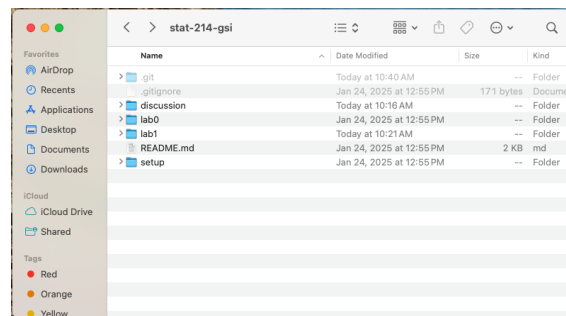 stat-214-gsi
Favorites
AirDrop
Recents
Applications
Desktop
Documents
Downloads
iCloud
iCloud Drive
Shared
Tags
Red
Orange
Yellow
Name Date Modified Size Kind
.git Today at 10:40 AM -- Folder
.gitignore Jan 24, 2025 at 12:55 PM 171 bytes Docume
discussion Today at 10:16 AM -- Folder
lab0 Jan 24, 2025 at 12:55 PM -- Folder
lab1 Today at 10:21 AM -- Folder
README.md Jan 24, 2025 at 12:55 PM 2 KB md
setup Jan 24, 2025 at 12:55 PM -- Folder